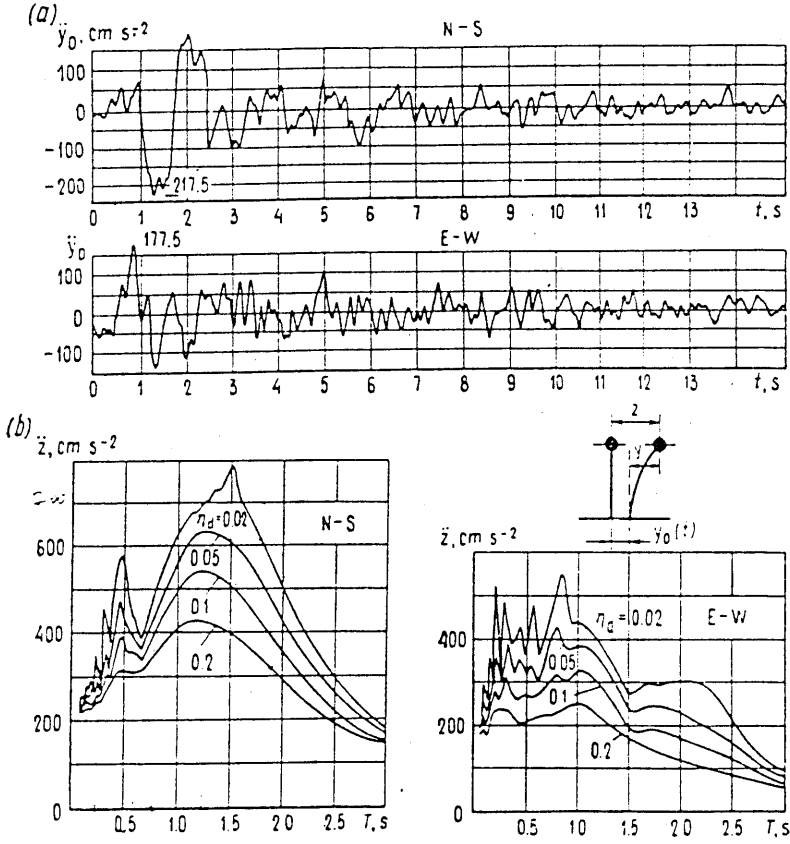 (a)
ÿ₀, cm s⁻² N-S
100
0
-100
-200
-217.5
0 1 2 3 4 5 6 7 8 9 10 11 12 13 t, s
ÿ₀ 177.5 E-W
100
0
-100
0 1 2 3 4 5 6 7 8 9 10 11 12 13 t, s
(b)
z̈, cm s⁻²
ηd=0.02 N-S
600
0.05
0.1
400
0.2
200
0
0.5 1.0 1.5 2.0 2.5 T, s
z
y
y₀(t)
z̈, cm s⁻²
ηd=0.02 E-W
400
0.05
0.1
200
0.2
0
0.5 1.0 1.5 2.0 2.5 T, s